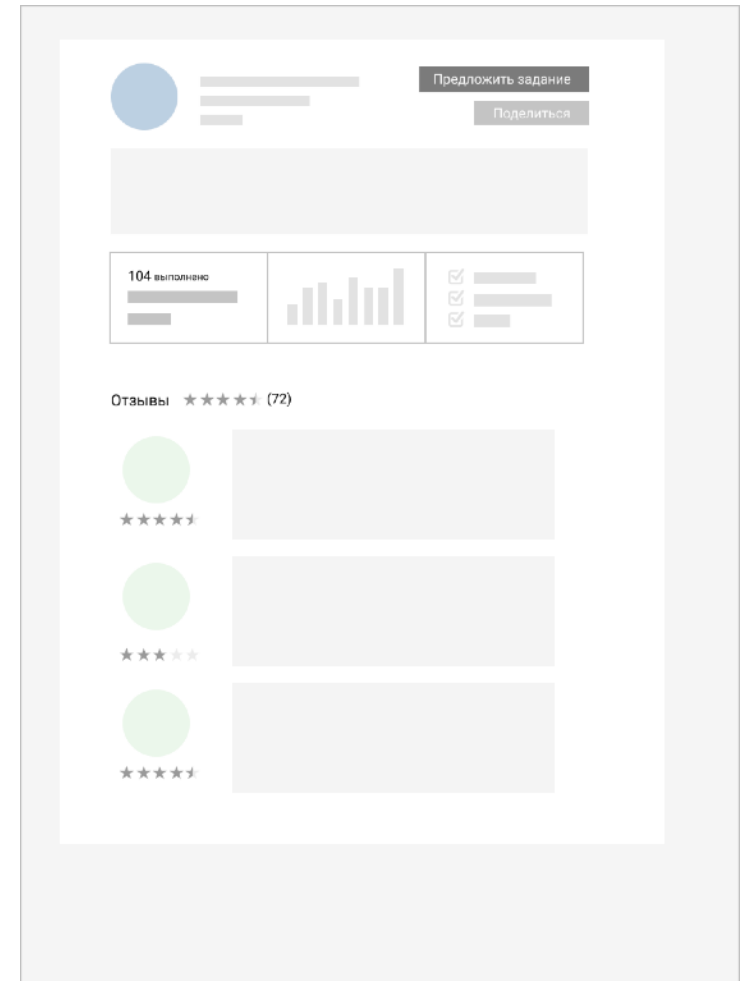 Предложить задание
Поделиться
104 выполнено
Отзывы (72)